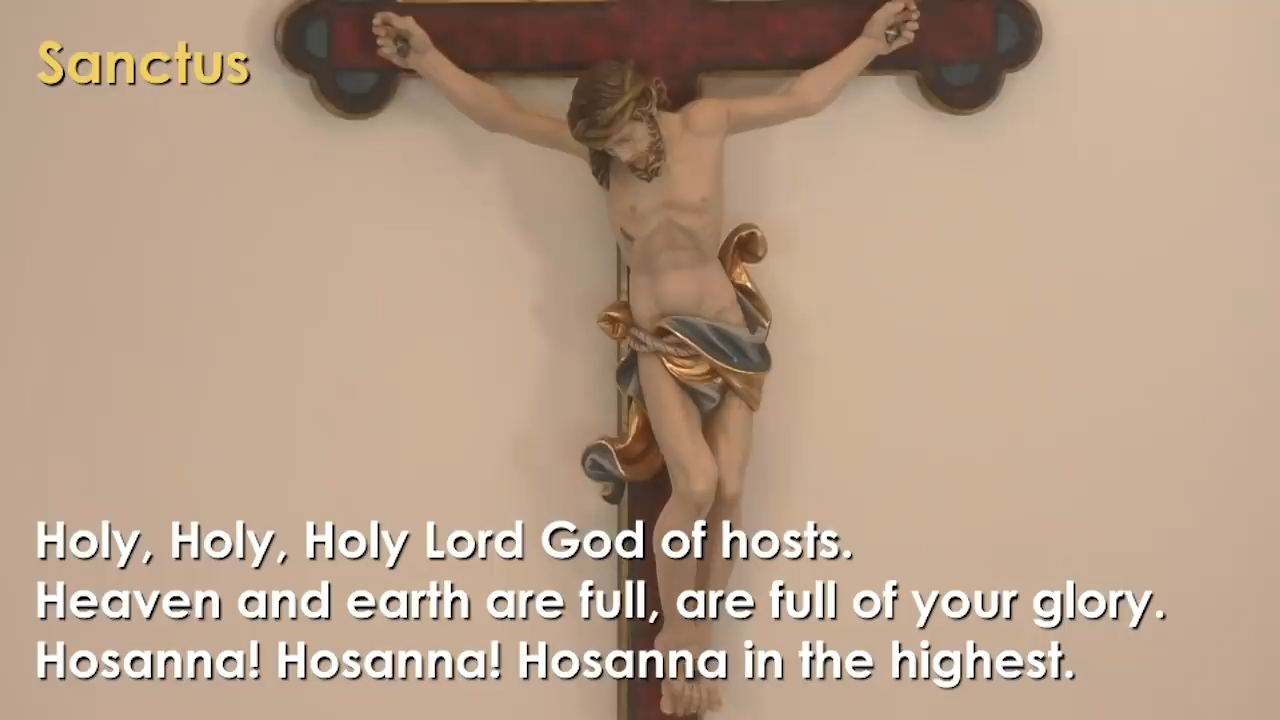 Sanctus
Holy, Holy, Holy Lord God of hosts.
Heaven and earth are full, are full of your glory.
Hosanna! Hosanna! Hosanna in the highest.